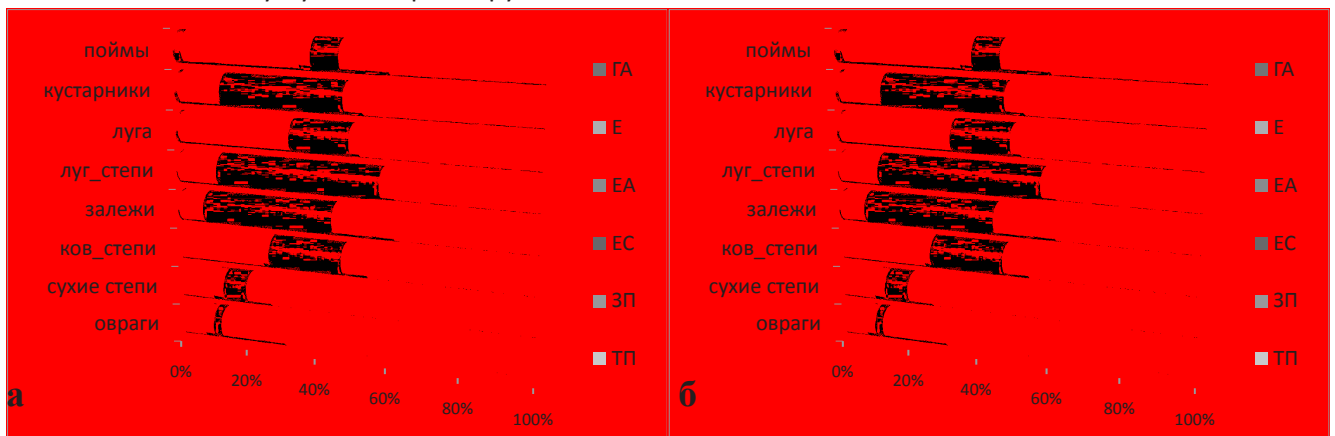 поймы
кустарники
луга
луг_степи
залежи
ков_степи
сухие степи
овраги
0%
20%
40%
60%
80%
100%
ГА
Е
ЕА
ЕС
ЗП
ТП
а
поймы
кустарники
луга
луг_степи
залежи
ков_степи
сухие степи
овраги
0%
20%
40%
60%
80%
100%
ГА
Е
ЕА
ЕС
ЗП
ТП
б